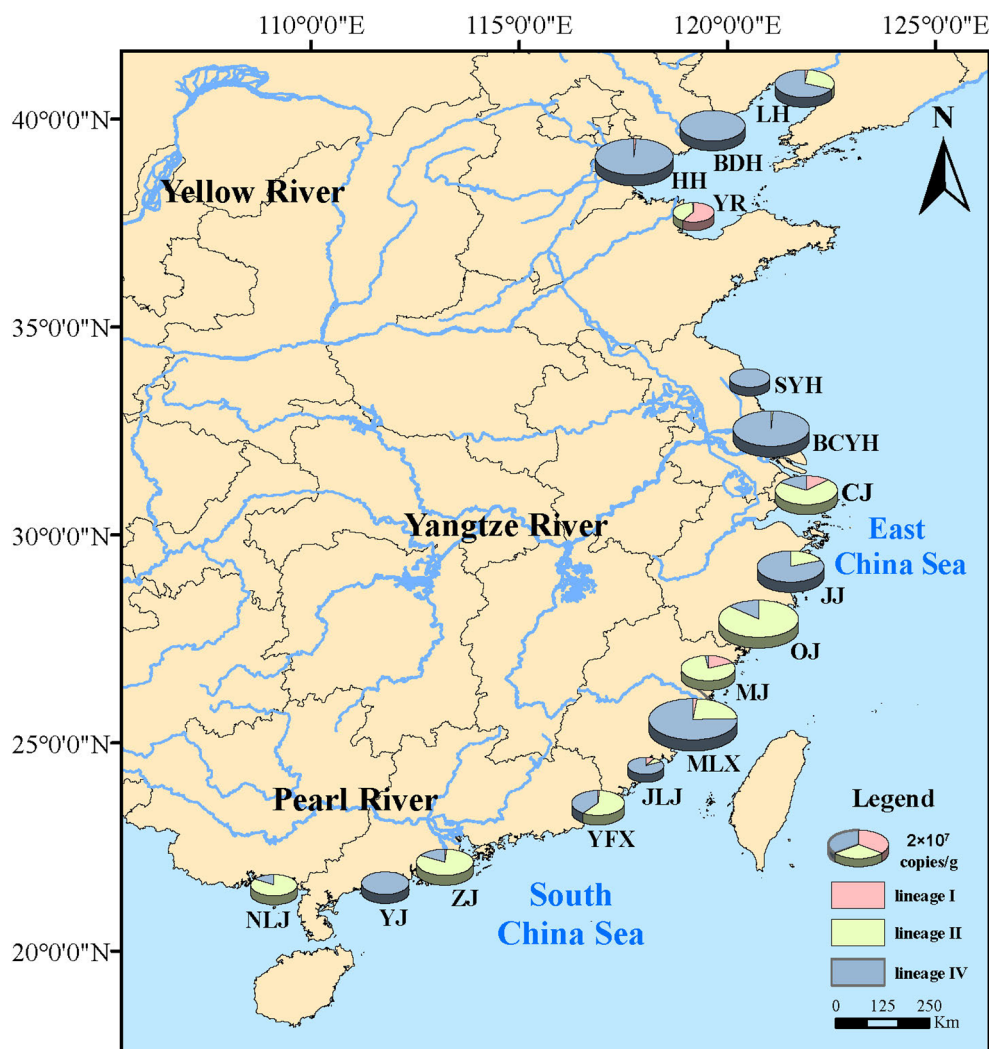 110°0'0"E 115°0'0"E 120°0'0"E 125°0'0"E
40°0'0"N
35°0'0"N
30°0'0"N
25°0'0"N
20°0'0"N
N
LH
BDH
HH
YR
Yellow River
SYH
BCYH
CJ
Yangtze River
East
China Sea
JJ
OJ
MJ
MLX
JLJ
Pearl River
YFX
ZJ
YJ
NLJ
South
China Sea
Legend
2×10⁷
copies/g
lineage I
lineage II
lineage IV
0 125 250
Km